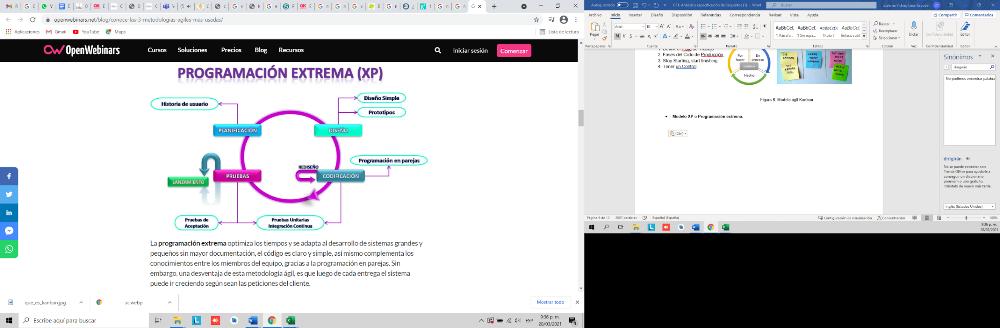 R
G
V
D
0
E
C
0
C
V
(5
C
c
v
N
e
P
E
n
n
v
B
n
¿
1
n
n
C
openwebinars.net/blog/conoce-las-3-metodologias-agiles-mas-usadas/
Aplicaciones
Gmail
YouTube
Maps
Lista de lectura
OpenWebinars
Cursos
Soluciones
Precios
Blog
Recursos
Iniciar sesión
Comenzar
PROGRAMACIÓN EXTREMA (XP)
Historia de usuario
Diseño Simple
Prototipos
PLANIFICACIÓN
DISEÑO
Programación en parejas
REDISEÑO
PRUEBAS
CODIFICACIÓN
LANZAMIENTO
Pruebas de
Aceptación
Pruebas Unitarias
Integración Continua
La programación extrema optimiza los tiempos y se adapta al desarrollo de sistemas grandes y
pequeños sin mayor documentación, el código es claro y simple, así mismo complementa los
conocimientos entre los miembros del equipo, gracias a la programación en parejas. Sin
embargo, una desventaja de esta metodología ágil, es que luego de cada entrega el sistema
puede ir creciendo según sean las peticiones del cliente.
que_es_kanban.jpg
sc.webp
Mostrar todo
Escribe aquí para buscar
ESP
9:36 p. m.
28/03/2021
4
Autoguardado
CF1. Análisis y especificación de Requisitos (1) - Word
Buscar
Zulema Yidney Leon Escobar
ZY
Archivo
Inicio
Insertar
Diseño
Disposición
Referencias
Correspondencia
Revisar
Vista
Ayuda
Compartir
Comentarios
Pegar
Arial
10
N K S
AaBbCcI
AaBbCcI
AaBbCcDı
AaBbCcL
¶ Párrafo...
¶ Sin espa...
Título 7
Énfasis sutil
Buscar
Reemplazar
Seleccionar
Dictar
Confidencialidad
Editor
Portapapeles
Fuente
Párrafo
Estilos
Edición
Voz
Confidencialidad
Editor
1. Definir el Flujo de Trabajo
2. Fases del Ciclo de Producción
3. Stop Starting, start finishing
4. Tener un Control
Por
hacer
En
proceso
KANBAN
Hecho
USE
KANBAN
TRY
KANBAN
TOOL
LEARN
ABOUT
KANBAN
GET SOME
STICKY
NOTES!
GET A
WHITE-
BOARD
Figura 6. Modelo ágil Kanban
• Modelo XP o Programación extrema.
(Ctrl)
Sinónimos
dirigirán
No pudimos encontrar palabra
dirigirán
No se puede conectar con
Tienda Office para ayudarle a
conseguir un diccionario
premium o uno gratuito.
Inténtelo de nuevo más tarde.
Inglés (Estados Unidos)
Página 9 de 12
2097 palabras
Español (España)
Configuración de visualización
Concentración
100%
9:36 p. m.
28/03/2021